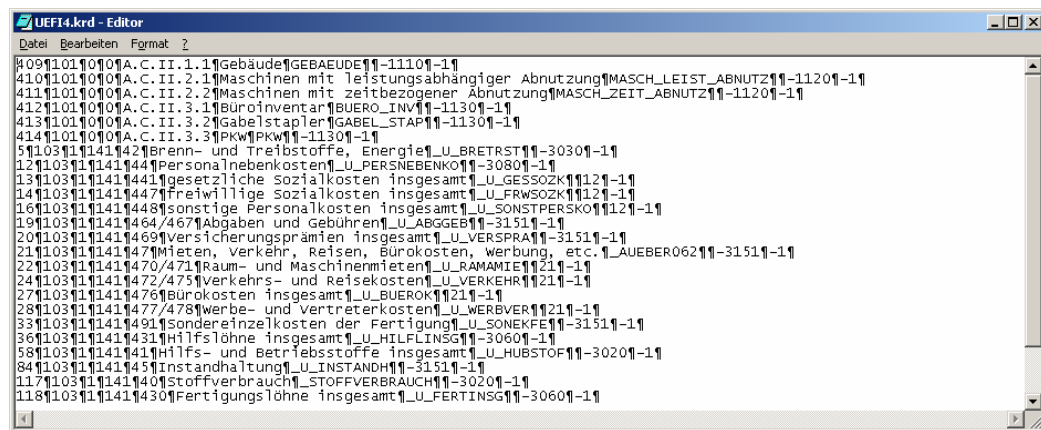 UEFI4.krd - Editor
Datei Bearbeiten Format ?
409¶101¶0¶0¶A.C.II.1.1¶Gebäude¶GEBAEUDE¶¶-1110¶-1¶
410¶101¶0¶0¶A.C.II.2.1¶Maschinen mit leistungsabhängiger Abnutzung¶MASCH_LEIST_ABNUTZ¶¶-1120¶-1¶
411¶101¶0¶0¶A.C.II.2.2¶Maschinen mit zeitbezogener Abnutzung¶MASCH_ZEIT_ABNUTZ¶¶-1120¶-1¶
412¶101¶0¶0¶A.C.II.3.1¶Büroinventar¶BUERO_INV¶¶-1130¶-1¶
413¶101¶0¶0¶A.C.II.3.2¶Gabelstapler¶GABEL_STAP¶¶-1130¶-1¶
414¶101¶0¶0¶A.C.II.3.3¶PKW¶PKW¶¶-1130¶-1¶
5¶103¶1¶141¶42¶Brenn- und Treibstoffe, Energie¶_U_BRETRST¶¶-3030¶-1¶
12¶103¶1¶141¶44¶Personalnebenkosten¶_U_PERSNEBENKO¶¶-3080¶-1¶
13¶103¶1¶141¶441¶gesetzliche Sozialkosten insgesamt¶_U_GESSOZK¶¶12¶-1¶
14¶103¶1¶141¶447¶freiwillige Sozialkosten insgesamt¶_U_FRWSOZK¶¶12¶-1¶
16¶103¶1¶141¶448¶sonstige Personalkosten insgesamt¶_U_SONSTPERSKO¶¶12¶-1¶
19¶103¶1¶141¶464/467¶Abgaben und Gebühren¶_U_ABGGEB¶¶-3151¶-1¶
20¶103¶1¶141¶469¶Versicherungsprämien insgesamt¶_U_VERSPRA¶¶-3151¶-1¶
21¶103¶1¶141¶47¶Mieten, Verkehr, Reisen, Bürokosten, Werbung, etc.¶_AUEBER062¶¶-3151¶-1¶
22¶103¶1¶141¶470/471¶Raum- und Maschinenmieten¶_U_RAMAMIE¶¶21¶-1¶
24¶103¶1¶141¶472/475¶Verkehrs- und Reisekosten¶_U_VERKEHR¶¶21¶-1¶
27¶103¶1¶141¶476¶Bürokosten insgesamt¶_U_BUEROK¶¶21¶-1¶
28¶103¶1¶141¶477/478¶Werbe- und Vertreterkosten¶_U_WERBVER¶¶21¶-1¶
33¶103¶1¶141¶491¶Sondereinzelkosten der Fertigung¶_U_SONEKFE¶¶-3151¶-1¶
36¶103¶1¶141¶431¶Hilfslöhne insgesamt¶_U_HILFLINSG¶¶-3060¶-1¶
58¶103¶1¶141¶41¶Hilfs- und Betriebsstoffe insgesamt¶_U_HUBSTOF¶¶-3020¶-1¶
84¶103¶1¶141¶45¶Instandhaltung¶_U_INSTANDH¶¶-3151¶-1¶
117¶103¶1¶141¶40¶Stoffverbrauch¶_STOFFVERBRAUCH¶¶-3020¶-1¶
118¶103¶1¶141¶430¶Fertigungslöhne insgesamt¶_U_FERTINSG¶¶-3060¶-1¶